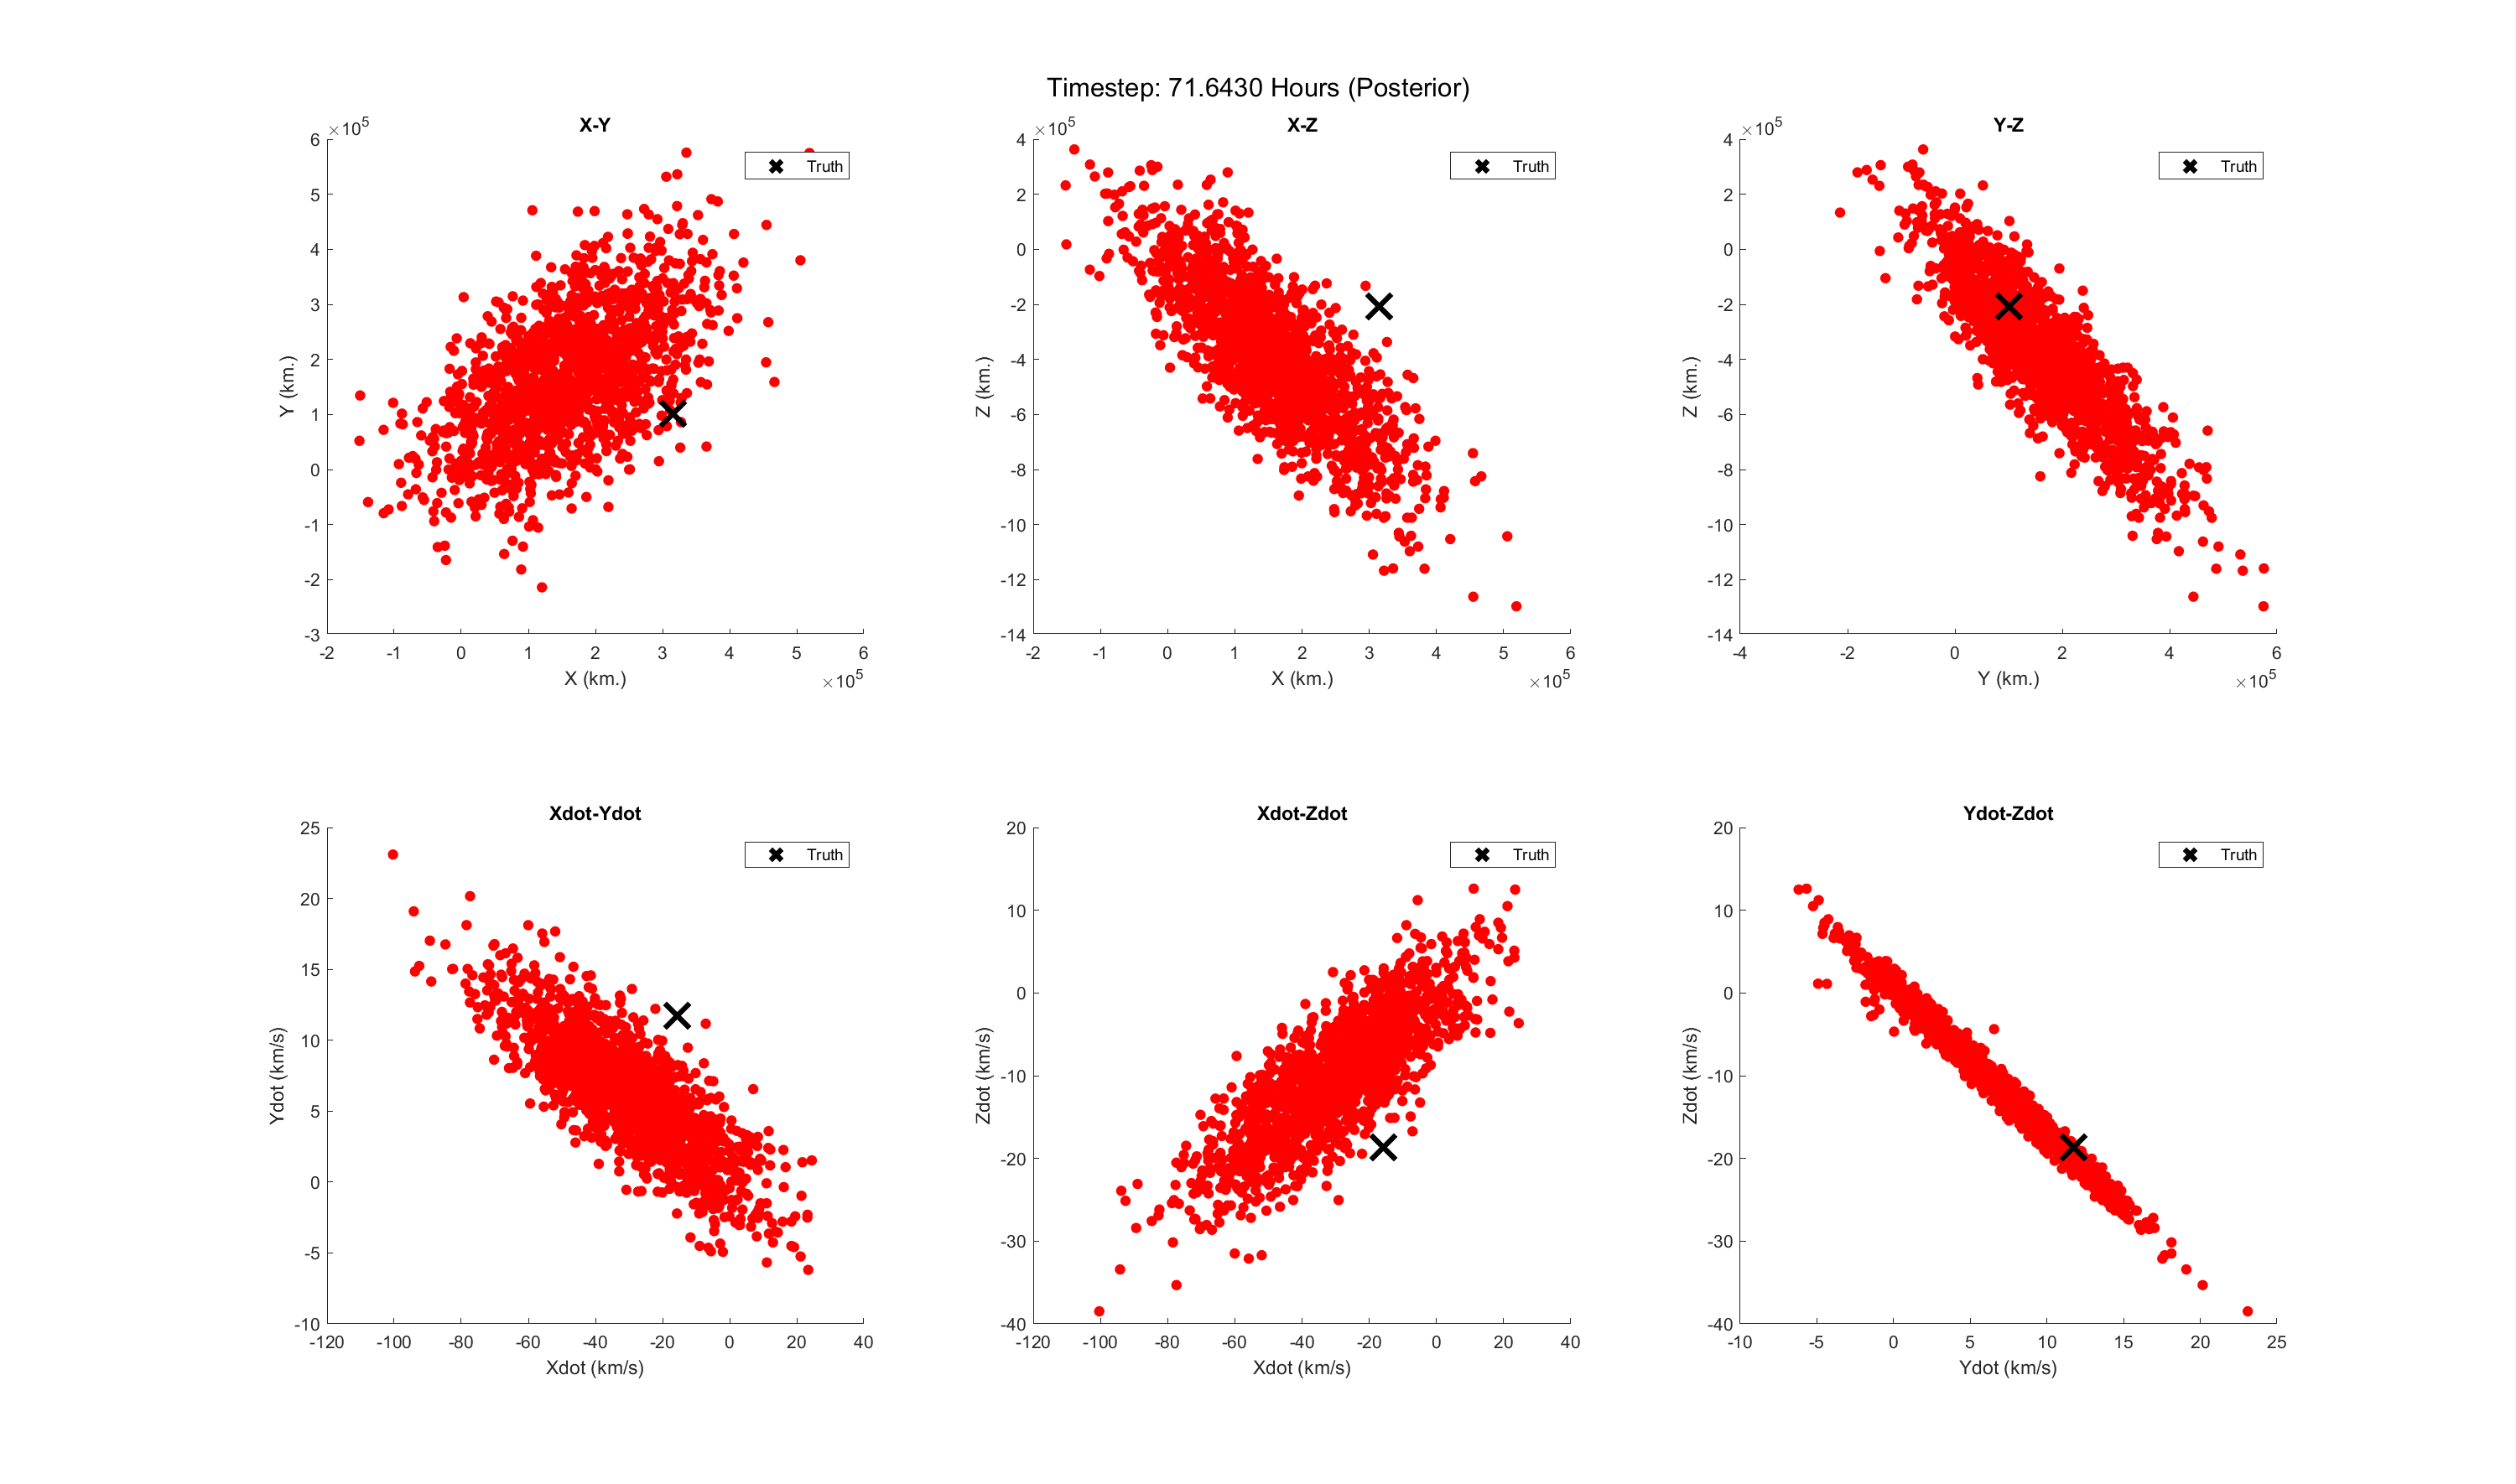 Timestep: 71.6430 Hours (Posterior)
X-Y
×10^5
6
5
4
3
2
1
0
-1
-2
-3
Y (km.)
Truth
-2 -1 0 1 2 3 4 5 6
X (km.)
×10^5
X-Z
×10^5
4
2
0
-2
-4
-6
-8
-10
-12
-14
Z (km.)
Truth
-2 -1 0 1 2 3 4 5 6
X (km.)
×10^5
Y-Z
×10^5
4
2
0
-2
-4
-6
-8
-10
-12
-14
Z (km.)
Truth
-4 -2 0 2 4 6
Y (km.)
×10^5
Xdot-Ydot
25
20
15
10
5
0
-5
-10
Ydot (km/s)
Truth
-120 -100 -80 -60 -40 -20 0 20 40
Xdot (km/s)
Xdot-Zdot
20
10
0
-10
-20
-30
-40
Zdot (km/s)
Truth
-120 -100 -80 -60 -40 -20 0 20 40
Xdot (km/s)
Ydot-Zdot
20
10
0
-10
-20
-30
-40
Zdot (km/s)
Truth
-10 -5 0 5 10 15 20 25
Ydot (km/s)